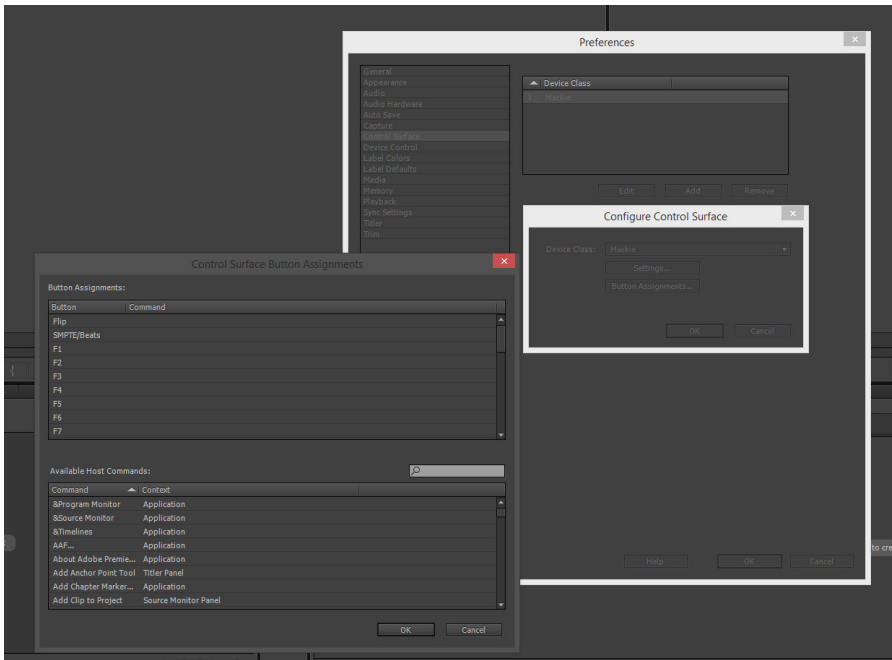 Preferences
General
Appearance
Audio
Audio Hardware
Auto Save
Capture
Control Surface
Device Control
Label Colors
Label Defaults
Media
Memory
Playback
Sync Settings
Titler
Trim
Device Class
Mackie
Edit Add Remove
Configure Control Surface
Device Class: Mackie
Settings...
Button Assignments...
OK Cancel
Help OK Cancel
Control Surface Button Assignments
Button Assignments:
Button Command
Flip
SMPTE/Beats
F1
F2
F3
F4
F5
F6
F7
Available Host Commands:
Command Context
&Program Monitor Application
&Source Monitor Application
&Timelines Application
AAF... Application
About Adobe Premie... Application
Add Anchor Point Tool Titler Panel
Add Chapter Marker... Application
Add Clip to Project Source Monitor Panel
OK Cancel
to cre